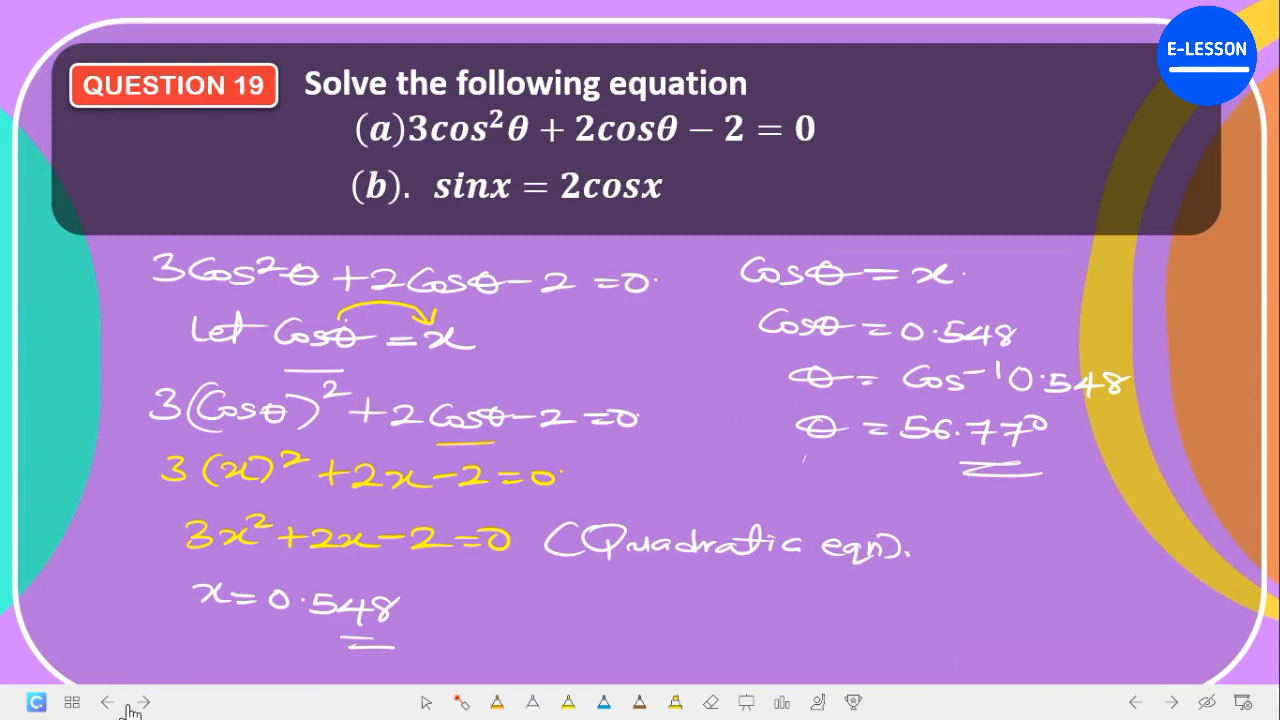 E-LESSON
QUESTION 19 Solve the following equation
(a)3cos²θ + 2cosθ − 2 = 0
(b). sinx = 2cosx
3Cos²θ + 2Cosθ − 2 = 0.
Let Cosθ = x
3(Cosθ)² + 2Cosθ − 2 = 0
3(x)² + 2x − 2 = 0.
3x² + 2x − 2 = 0 (Quadratic eqn).
x = 0.548
Cosθ = x.
Cosθ = 0.548
θ = Cos⁻¹ 0.548
θ = 56.77°